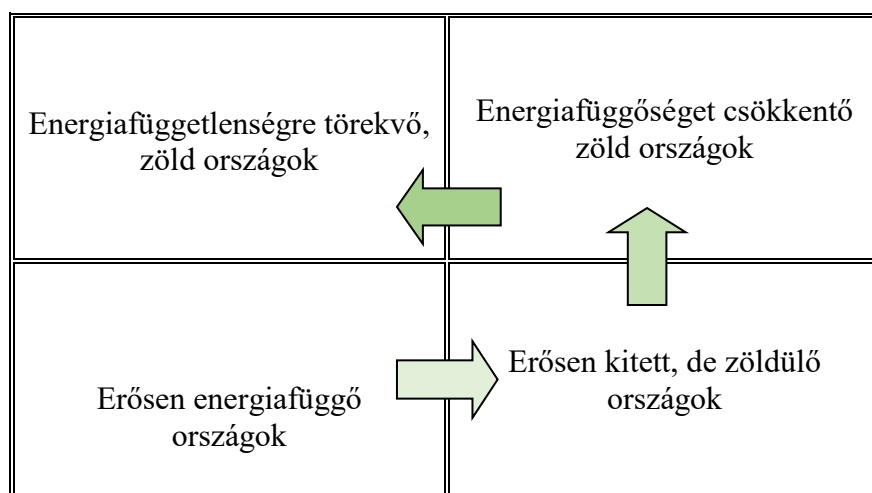 Energiafüggetlenségre törekvő,
zöld országok
Energiafüggőséget csökkentő
zöld országok
Erősen energiafüggő
országok
Erősen kitett, de zöldülő
országok